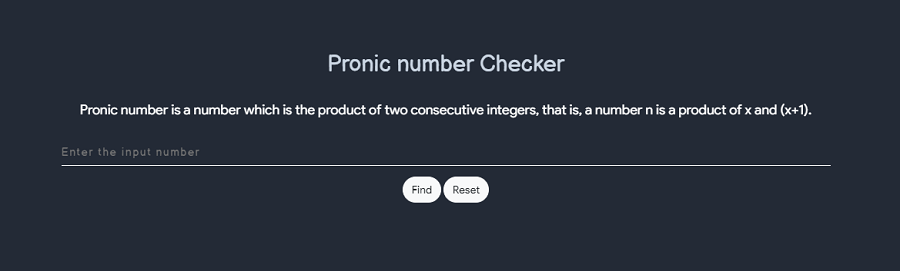 Pronic number Checker
Pronic number is a number which is the product of two consecutive integers, that is, a number n is a product of x and (x+1).
Enter the input number
Find Reset